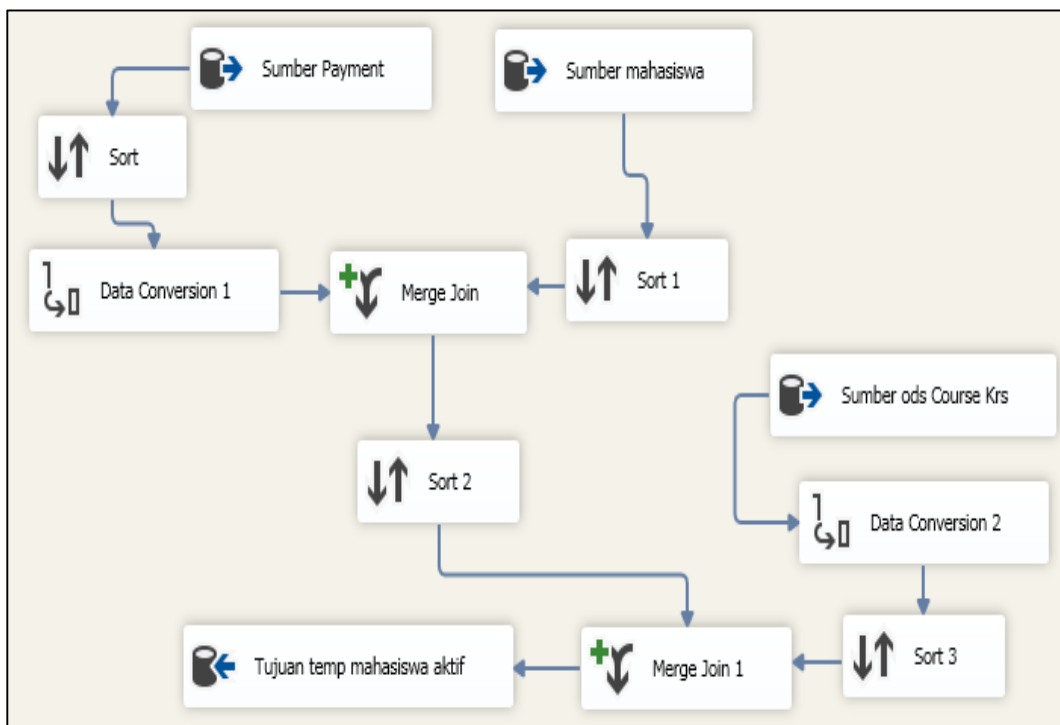 Sumber Payment
Sumber mahasiswa
Sort
Data Conversion 1
Merge Join
Sort 1
Sumber ods Course Krs
Sort 2
Data Conversion 2
Tujuan temp mahasiswa aktif
Merge Join 1
Sort 3